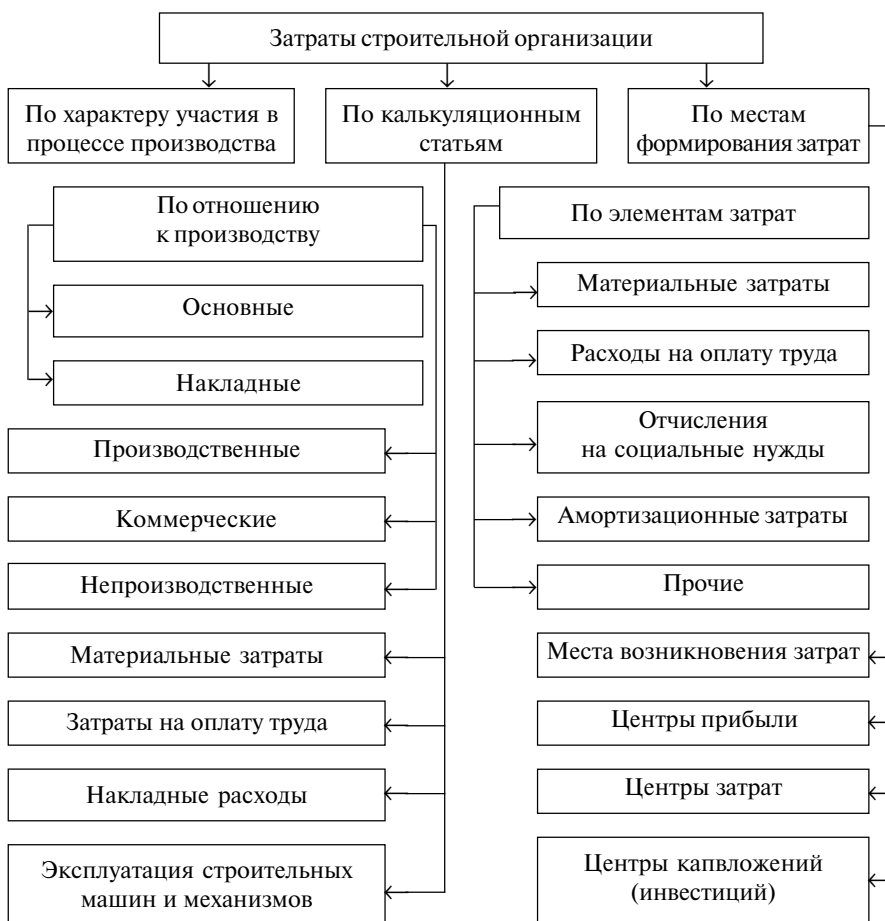 Затраты строительной организации
По характеру участия в
процессе производства
По калькуляционным
статьям
По местам
формирования затрат
По отношению
к производству
Основные
Накладные
Производственные
Коммерческие
Непроизводственные
Материальные затраты
Затраты на оплату труда
Накладные расходы
Эксплуатация строительных
машин и механизмов
По элементам затрат
Материальные затраты
Расходы на оплату труда
Отчисления
на социальные нужды
Амортизационные затраты
Прочие
Места возникновения затрат
Центры прибыли
Центры затрат
Центры капвложений
(инвестиций)